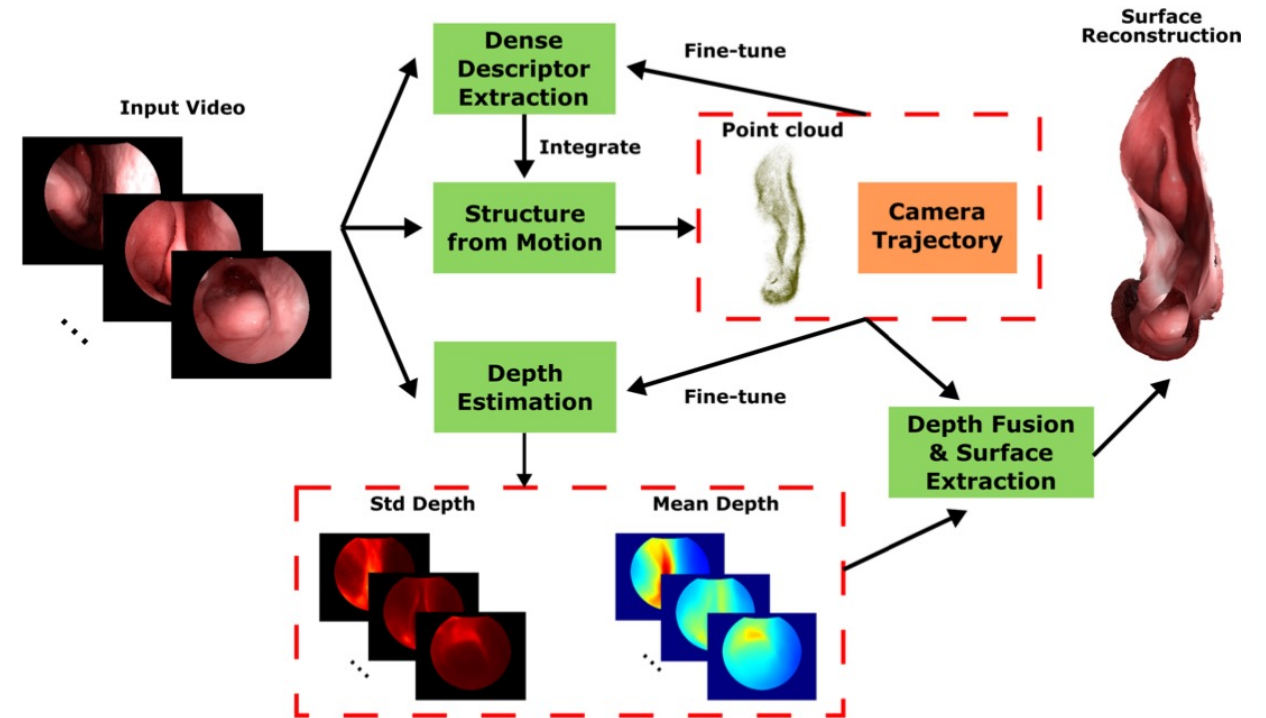 Surface
Reconstruction
Dense
Descriptor
Extraction
Fine-tune
Input Video
Point cloud
Integrate
Structure
from Motion
Camera
Trajectory
Depth
Estimation
Fine-tune
Depth Fusion
& Surface
Extraction
Std Depth
Mean Depth